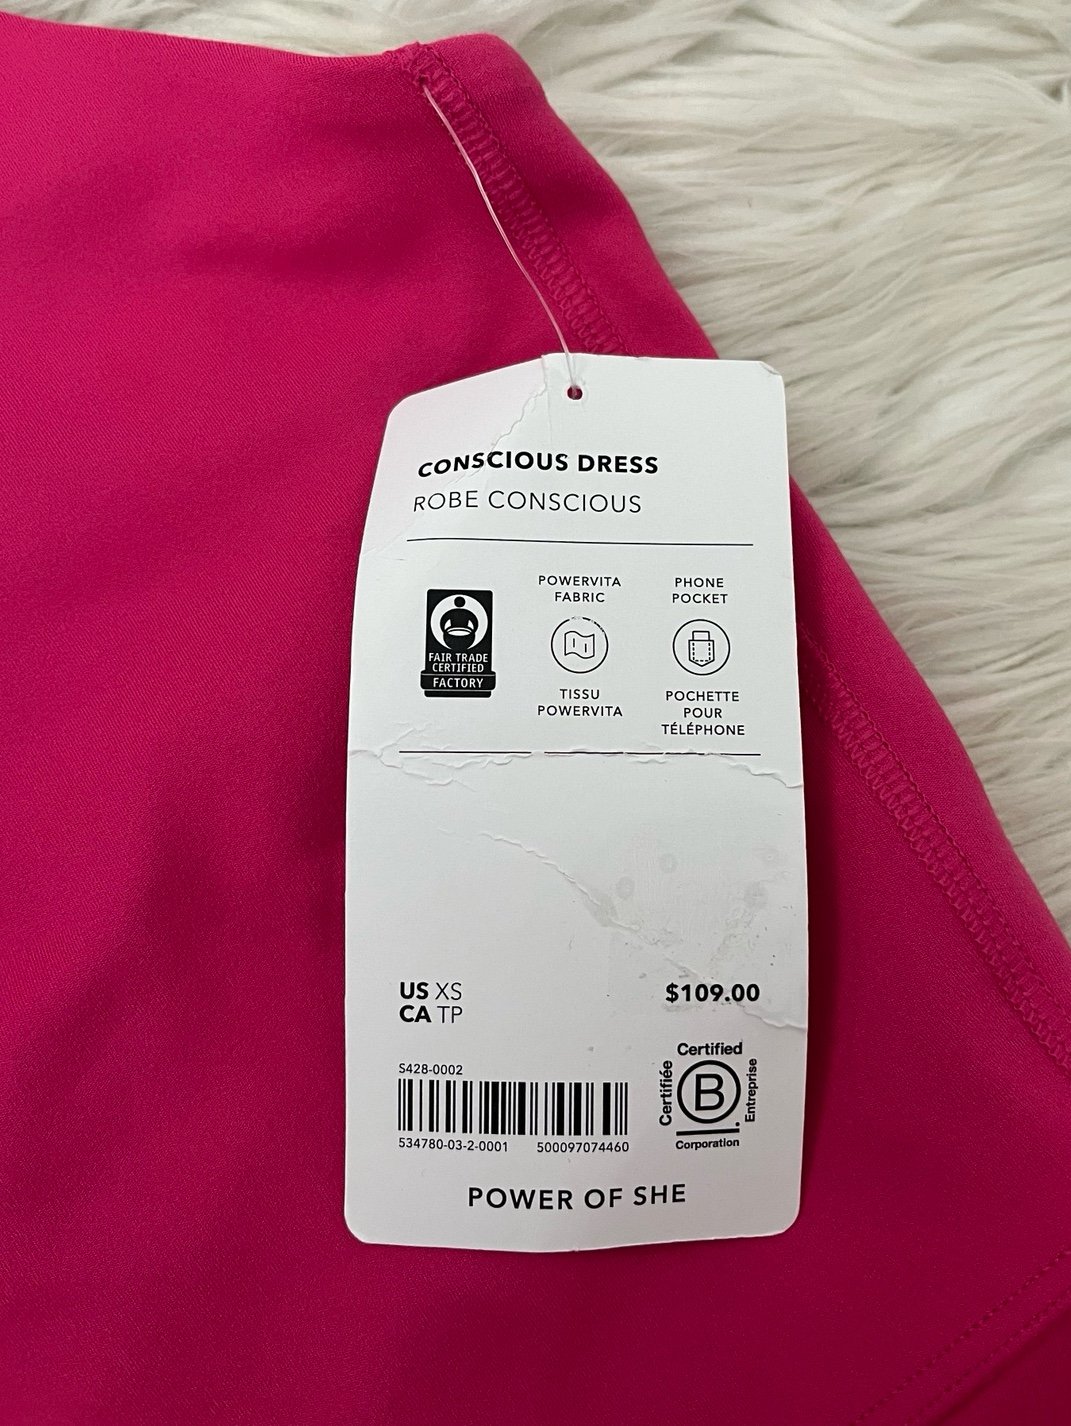 CONSCIOUS DRESS
ROBE CONSCIOUS
FAIR TRADE
CERTIFIED
FACTORY
POWERVITA
FABRIC
TISSU
POWERVITA
PHONE
POCKET
POCHETTE
POUR
TÉLÉPHONE
US XS
CA TP
$109.00
S428-0002
534780-03-2-0001 500097074460
Certified
Certifiée
B
Entreprise
Corporation
POWER OF SHE